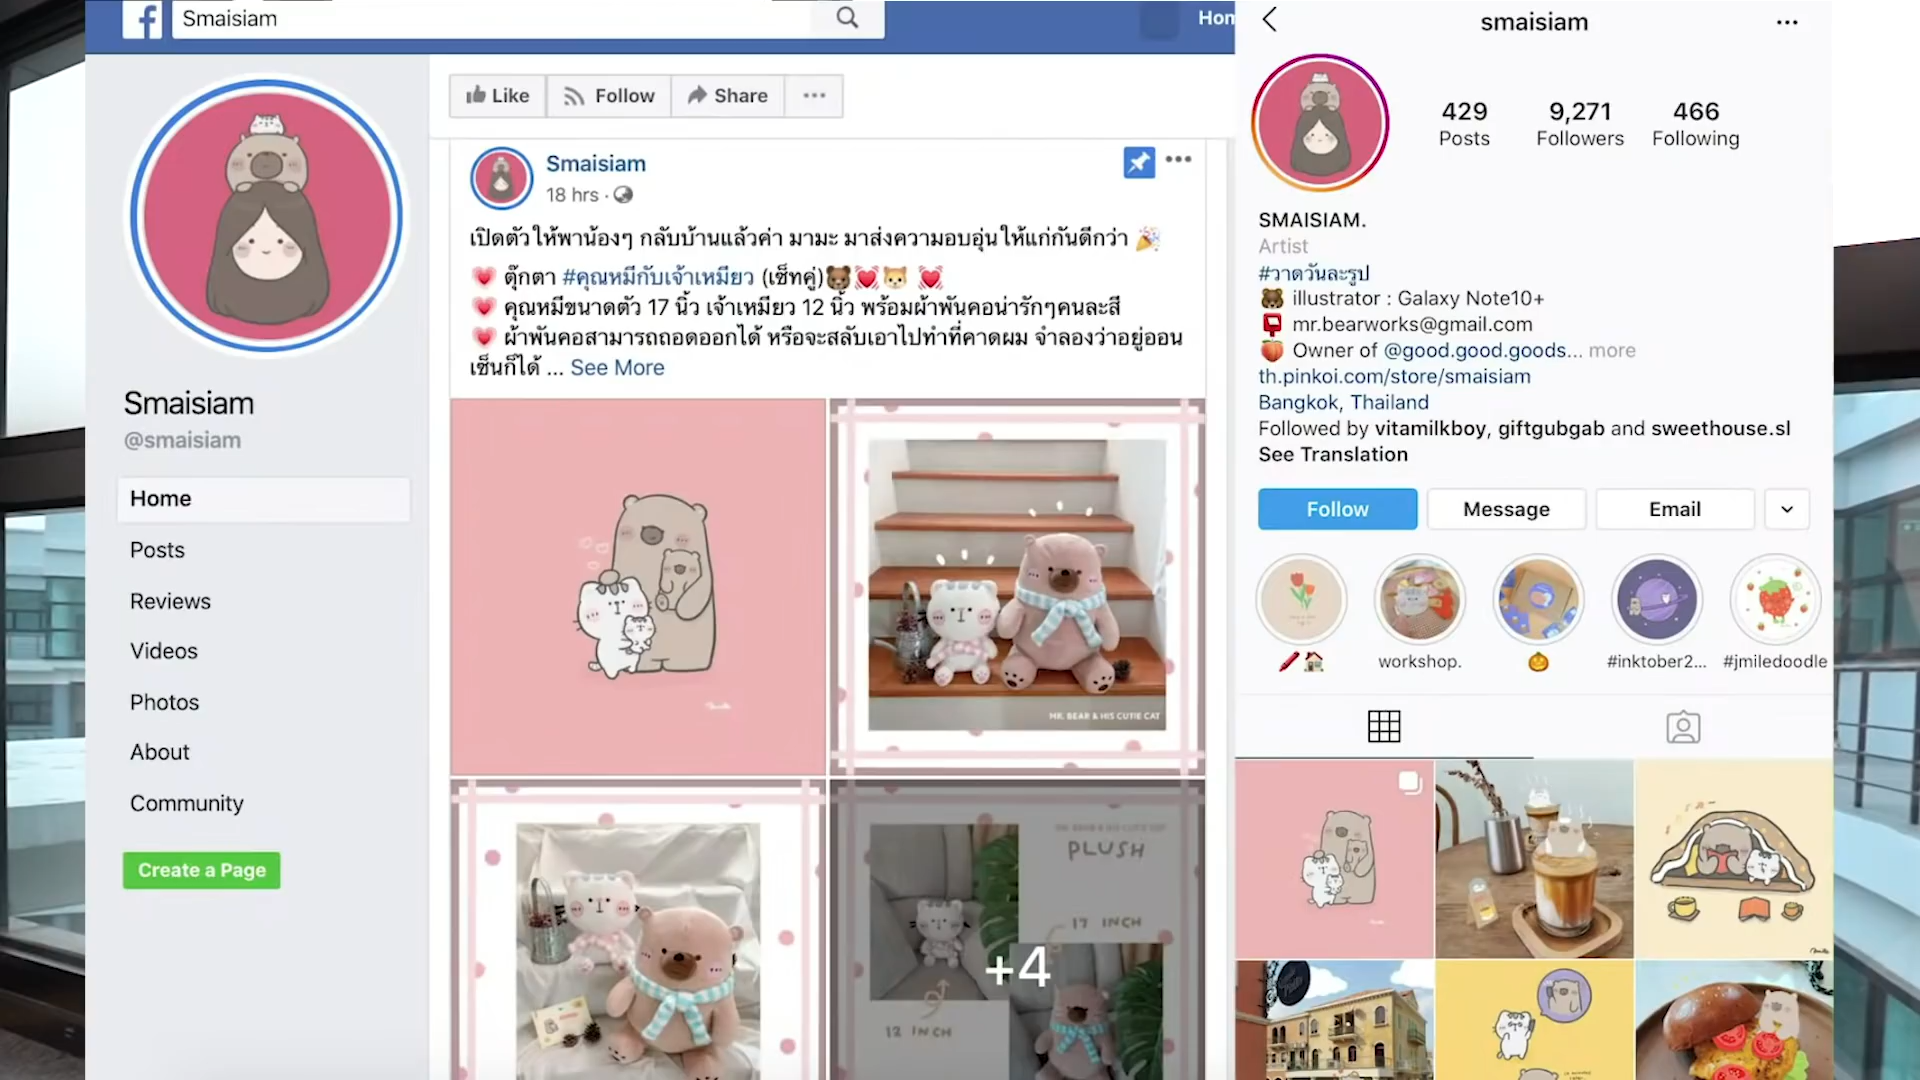 Smaisiam
Like
Follow
Share
Smaisiam
18 hrs
เปิดตัวให้พาน้องๆ กลับบ้านแล้วค่า มามะ มาส่งความอบอุ่นให้แก่กันดีกว่า 🎉
💗 ตุ๊กตา #คุณหมีกับเจ้าเหมียว (เซ็ทคู่)🐻💓🐱 💓
💗 คุณหมีขนาดตัว 17 นิ้ว เจ้าเหมียว 12 นิ้ว พร้อมผ้าพันคอน่ารักๆคนละสี
💗 ผ้าพันคอสามารถถอดออกได้ หรือจะสลับเอาไปทำที่คาดผม จำลองว่าอยู่ออน
เซ็นก็ได้ ... See More
Smaisiam
@smaisiam
Home
Posts
Reviews
Videos
Photos
About
Community
Create a Page
MR. BEAR & HIS CUTIE CAT
MR. BEAR & HIS CUTIE CAT
PLUSH
17 INCH
+4
12 INCH
smaisiam
429
9,271
466
Posts
Followers
Following
SMAISIAM.
Artist
#วาดวันละรูป
🐻 illustrator : Galaxy Note10+
📮 mr.bearworks@gmail.com
🍑 Owner of @good.good.goods... more
th.pinkoi.com/store/smaisiam
Bangkok, Thailand
Followed by vitamilkboy, giftgubgab and sweethouse.sl
See Translation
Follow
Message
Email
workshop.
#inktober2...
#jmiledoodle